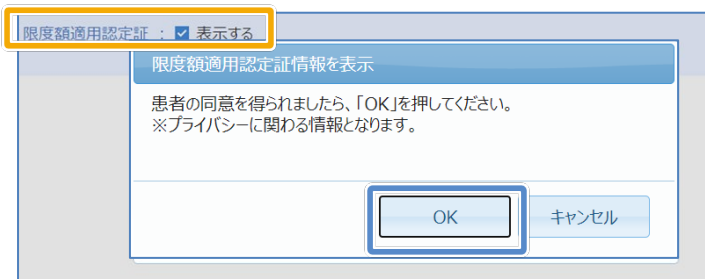 限度額適用認定証 : 表示する
限度額適用認定証情報を表示
患者の同意を得られましたら、「OK」を押してください。
※プライバシーに関わる情報となります。
OK キャンセル